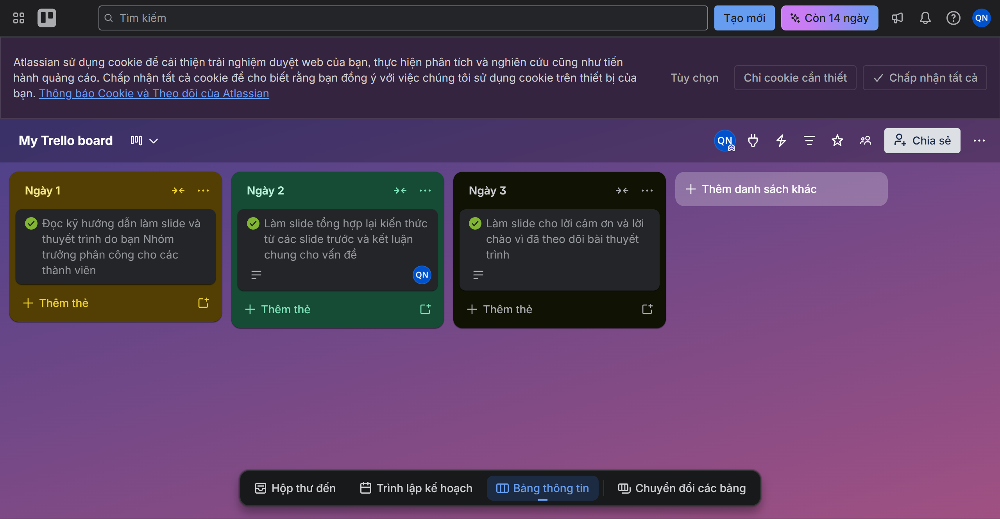 Tìm kiếm
Tạo mới
Còn 14 ngày
QN
Atlassian sử dụng cookie để cải thiện trải nghiệm duyệt web của bạn, thực hiện phân tích và nghiên cứu cũng như tiến
hành quảng cáo. Chấp nhận tất cả cookie để cho biết rằng bạn đồng ý với việc chúng tôi sử dụng cookie trên thiết bị của
bạn. Thông báo Cookie và Theo dõi của Atlassian
Tùy chọn
Chỉ cookie cần thiết
Chấp nhận tất cả
My Trello board
QN
Chia sẻ
Ngày 1
Đọc kỹ hướng dẫn làm slide và
thuyết trình do bạn Nhóm
trưởng phân công cho các
thành viên
Thêm thẻ
Ngày 2
Làm slide tổng hợp lại kiến thức
từ các slide trước và kết luận
chung cho vấn đề
QN
Thêm thẻ
Ngày 3
Làm slide cho lời cảm ơn và lời
chào vì đã theo dõi bài thuyết
trình
Thêm thẻ
Thêm danh sách khác
Hộp thư đến
Trình lập kế hoạch
Bảng thông tin
Chuyển đổi các bảng